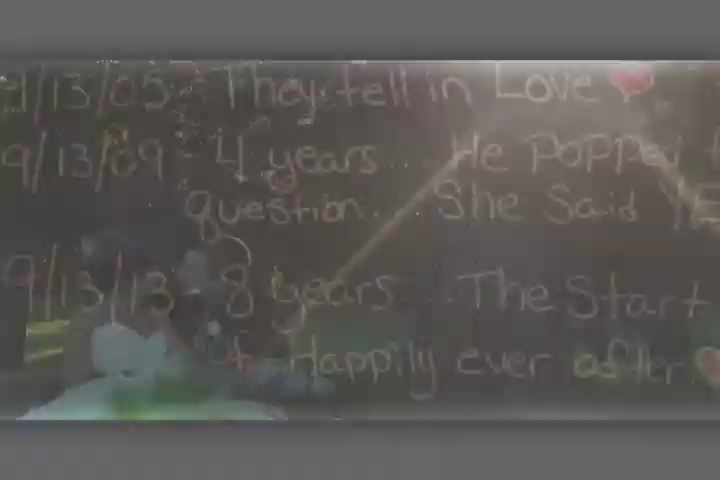 9/13/05 - They fell in Love
9/13/09 - 4 years... He Popped
question... She Said
9/13/13 8 years... The Start
of Happily ever after